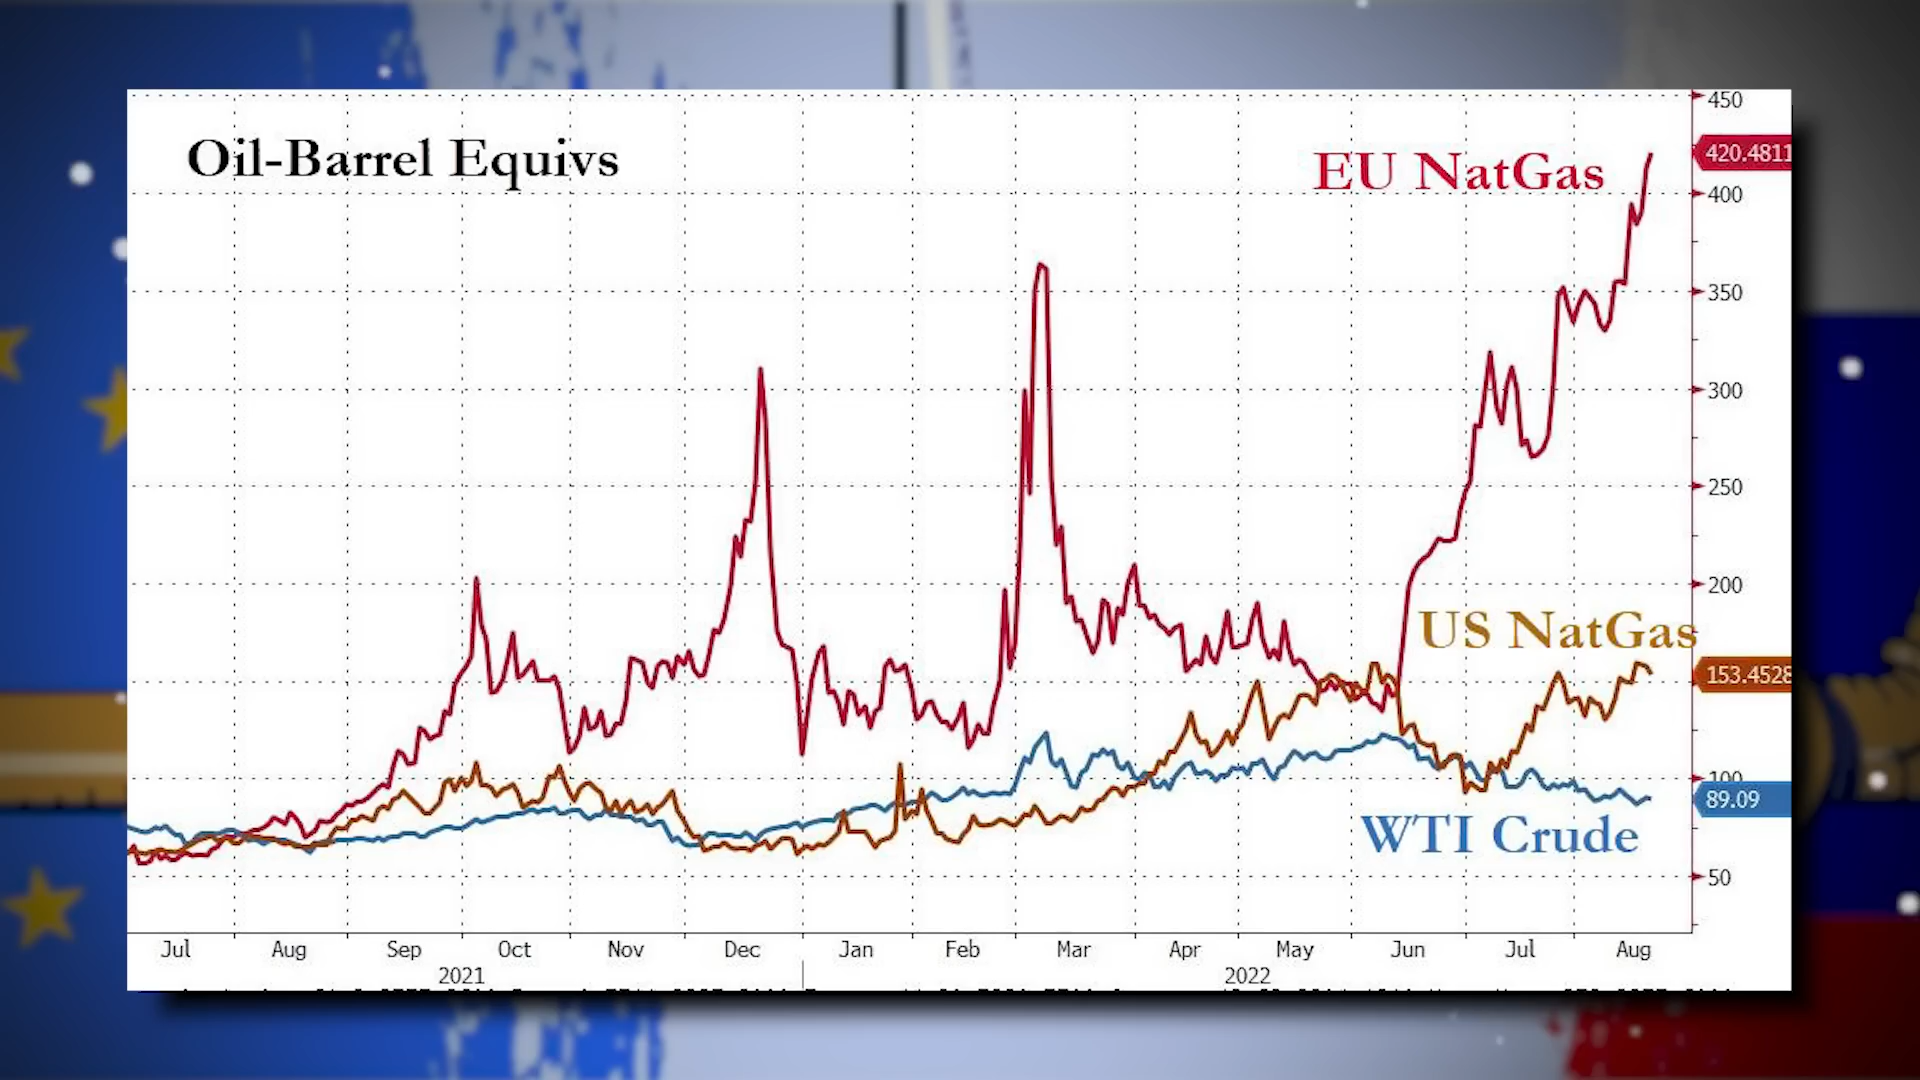 Oil-Barrel Equivs
EU NatGas
US NatGas
WTI Crude
450
420.4811
400
350
300
250
200
153.4528
100
89.09
50
Jul Aug Sep Oct Nov Dec Jan Feb Mar Apr May Jun Jul Aug
2021 2022